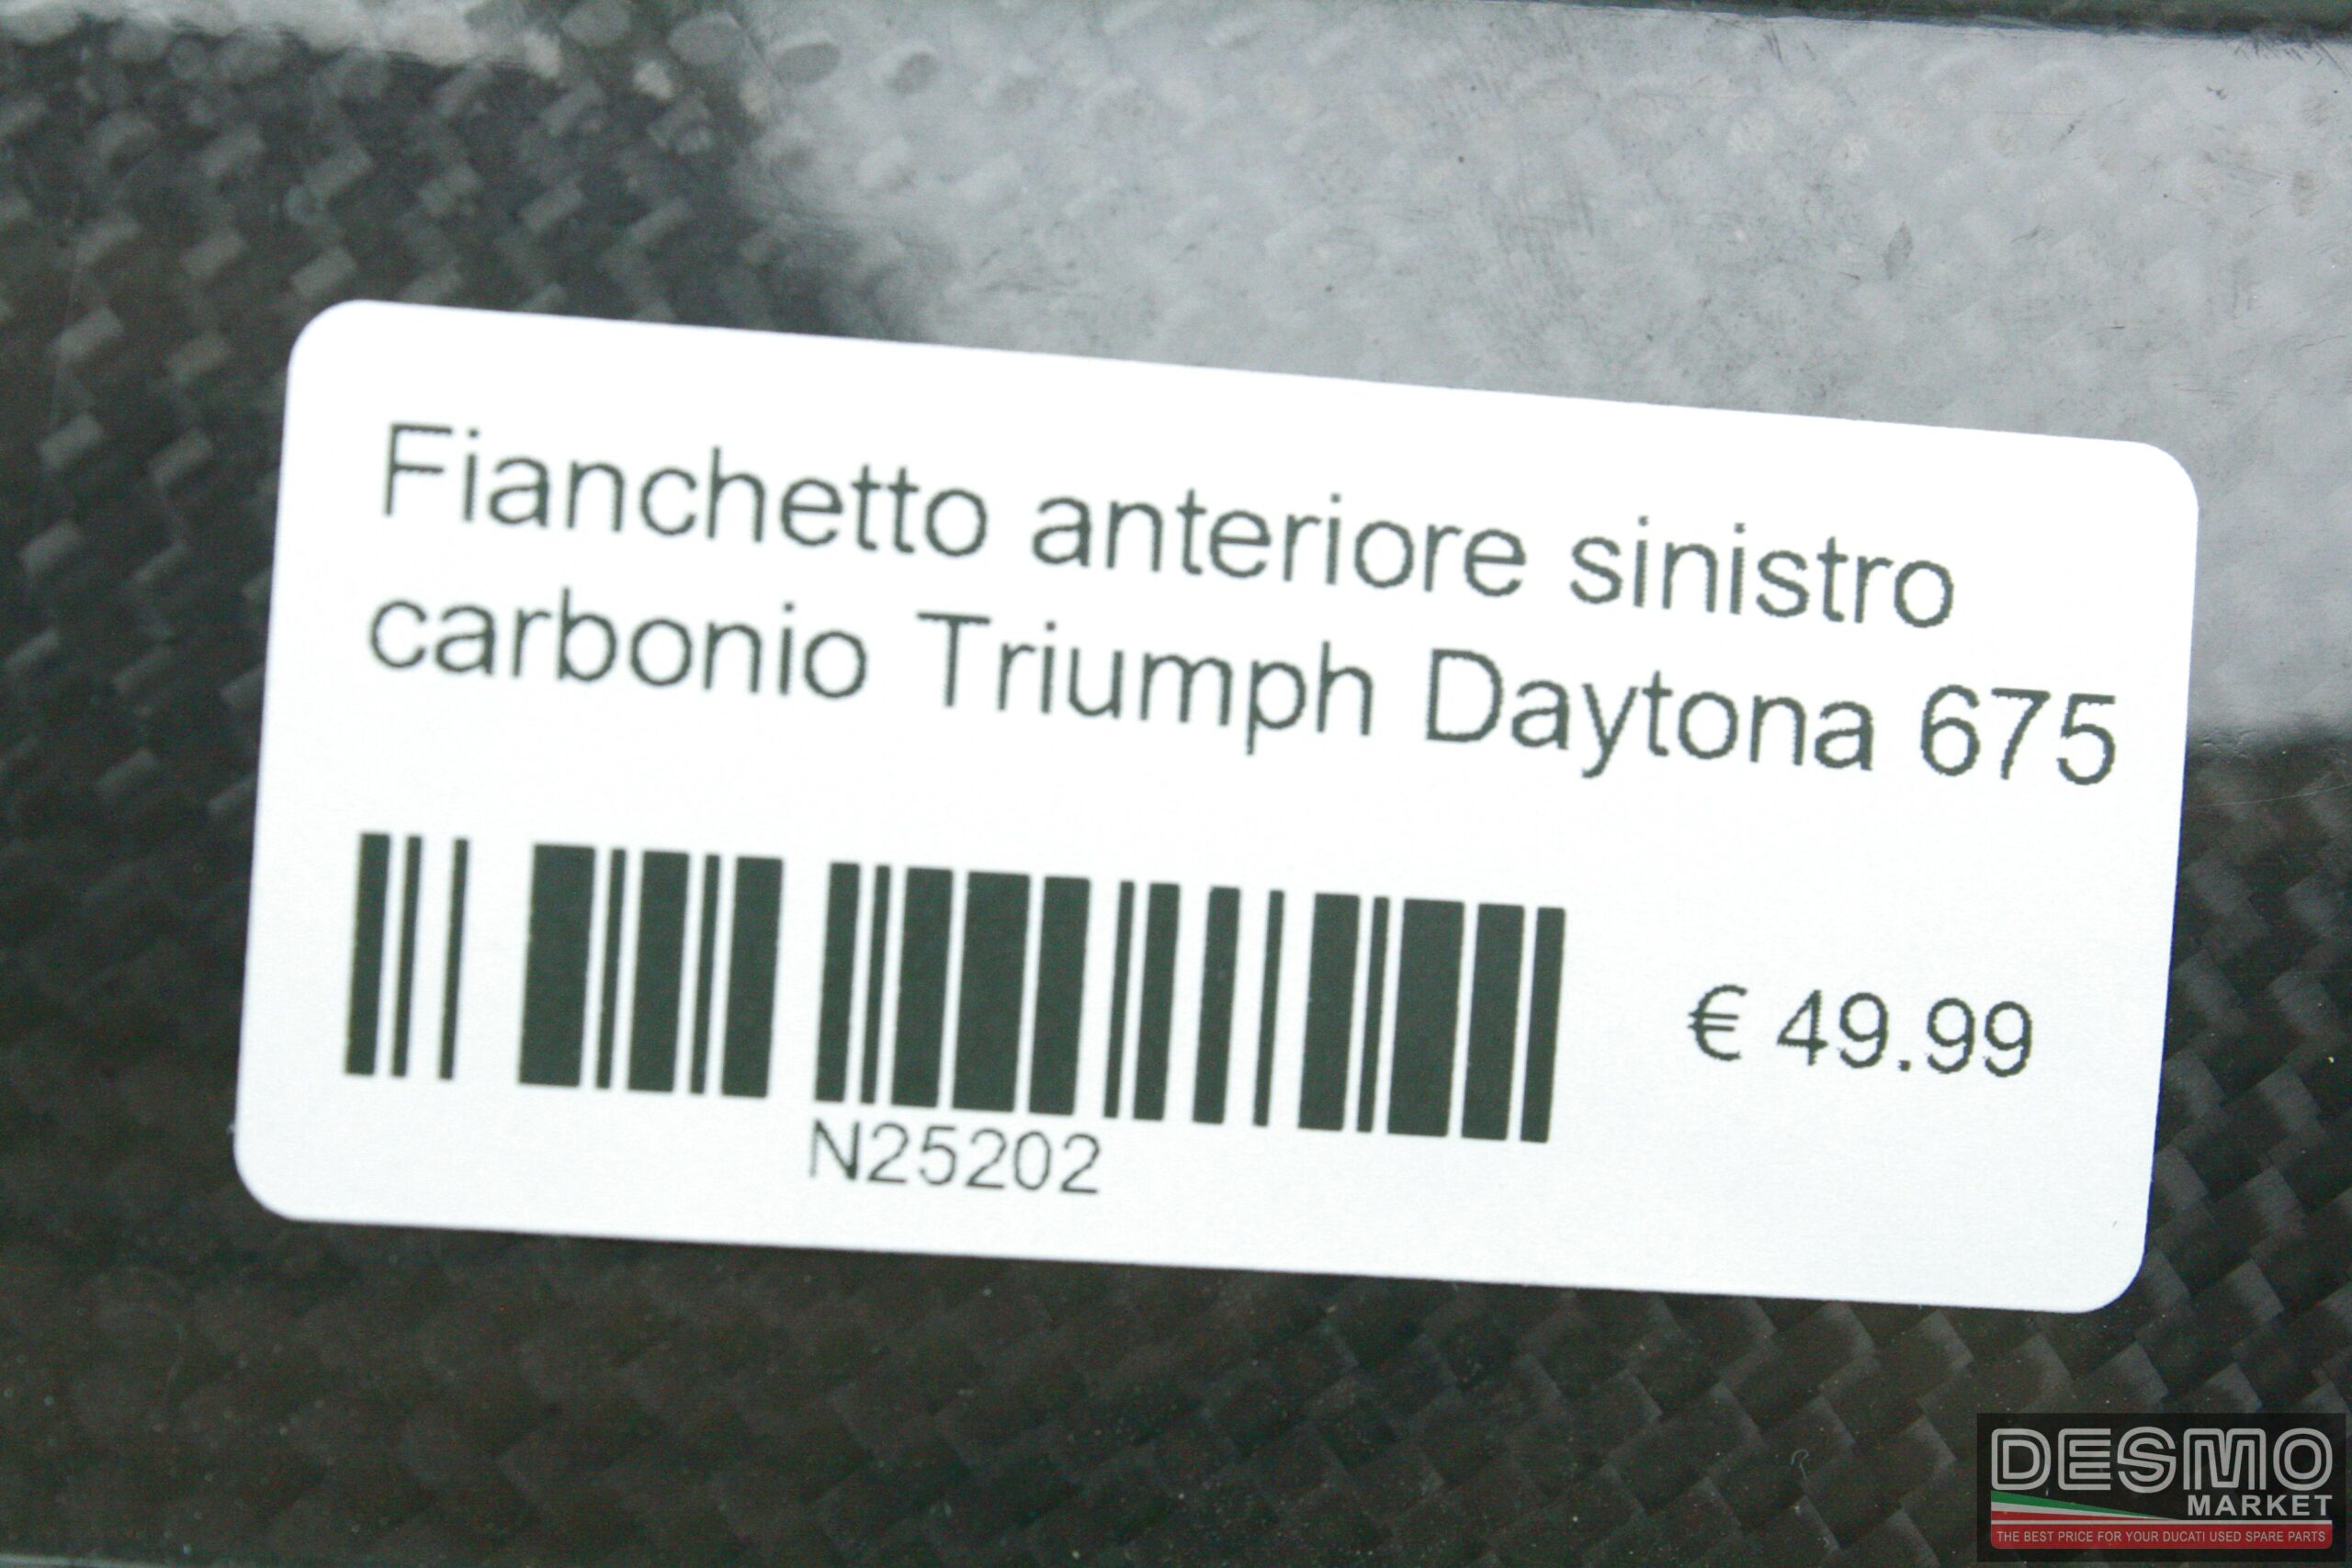 Fianchetto anteriore sinistro
carbonio Triumph Daytona 675
€ 49.99
N25202
DESMO
MARKET
THE BEST PRICE FOR YOUR DUCATI USED SPARE PARTS